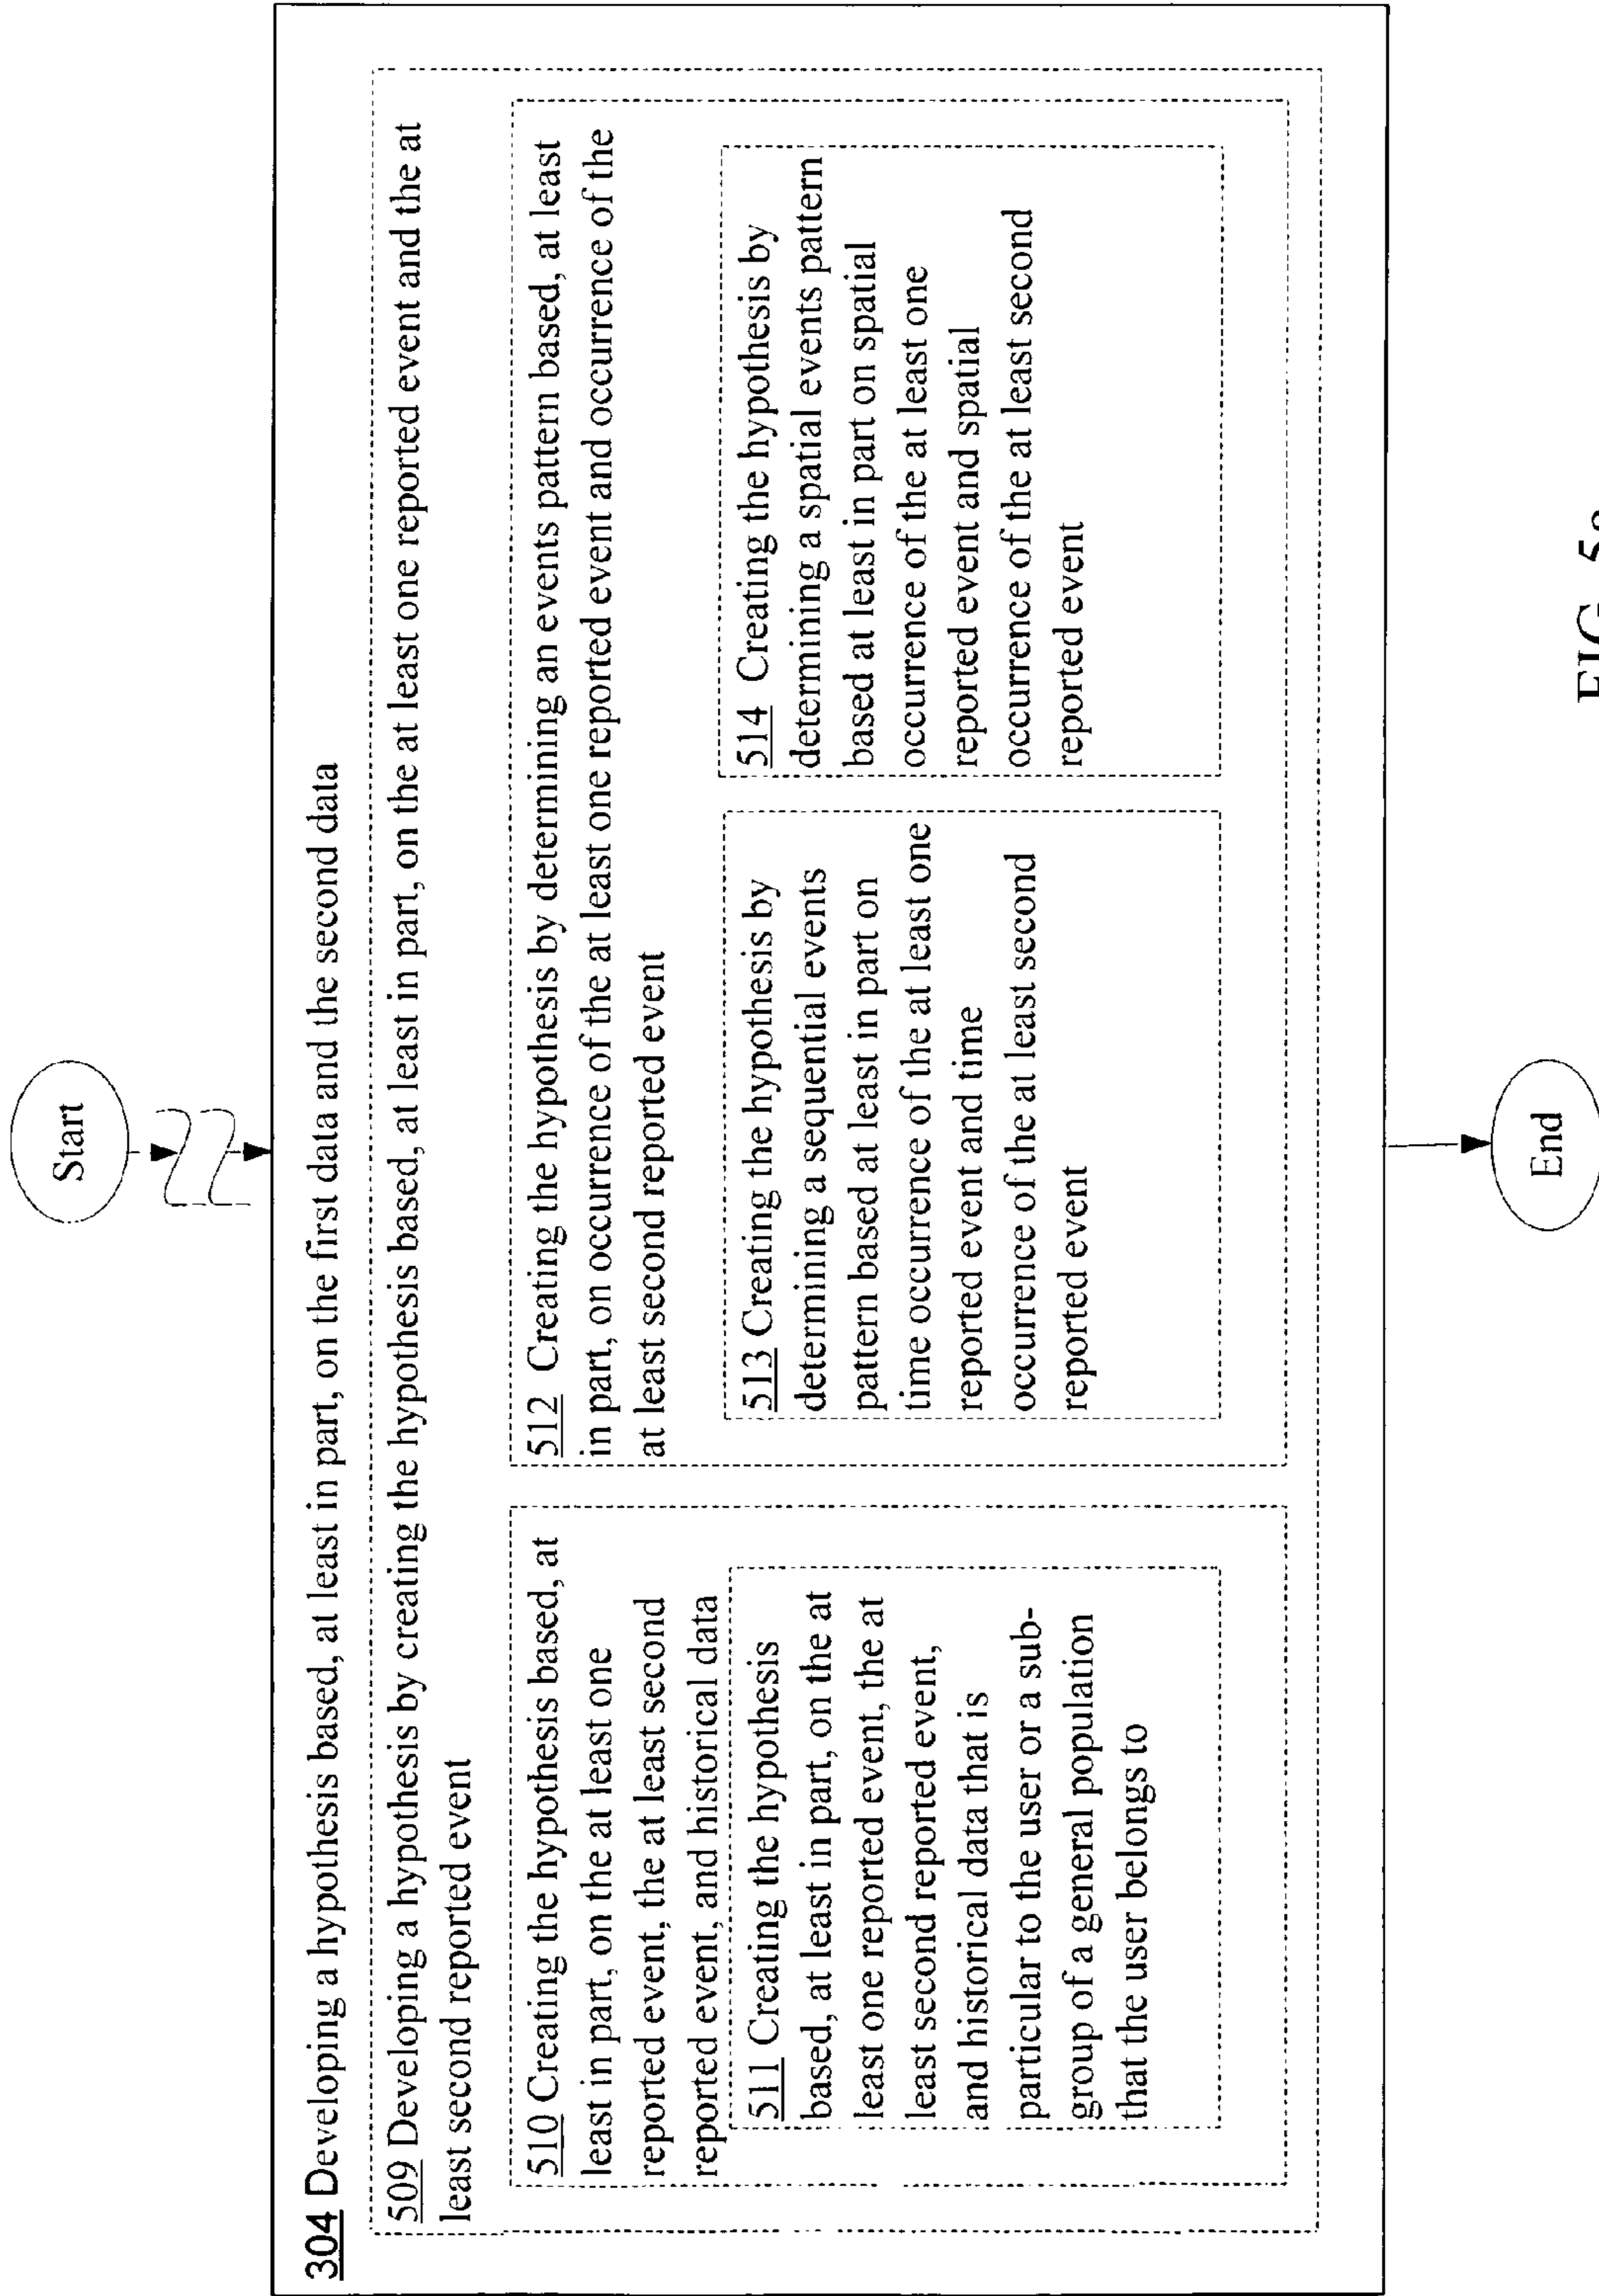 Start
304 Developing a hypothesis based, at least in part, on the first data and the second data
509 Developing a hypothesis by creating the hypothesis based, at least in part, on the at least one reported event and the at
least second reported event
510 Creating the hypothesis based, at
least in part, on the at least one
reported event, the at least second
reported event, and historical data
511 Creating the hypothesis
based, at least in part, on the at
least one reported event, the at
least second reported event,
and historical data that is
particular to the user or a sub-
group of a general population
that the user belongs to
512 Creating the hypothesis by determining an events pattern based, at least
in part, on occurrence of the at least one reported event and occurrence of the
at least second reported event
513 Creating the hypothesis by
determining a sequential events
pattern based at least in part on
time occurrence of the at least one
reported event and time
occurrence of the at least second
reported event
514 Creating the hypothesis by
determining a spatial events pattern
based at least in part on spatial
occurrence of the at least one
reported event and spatial
occurrence of the at least second
reported event
End
FIG.